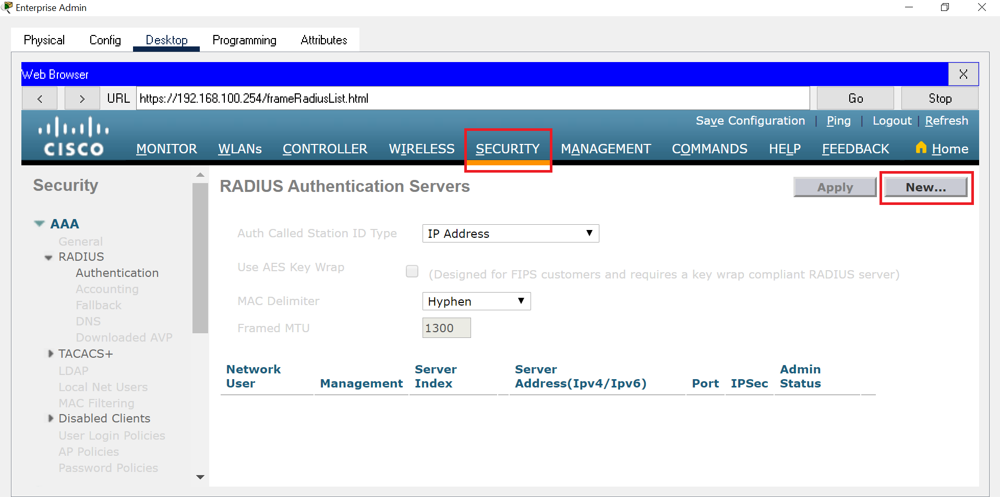 Enterprise Admin
Physical Config Desktop Programming Attributes
Web Browser X
< > URL https://192.168.100.254/frameRadiusList.html Go Stop
Save Configuration | Ping | Logout | Refresh
CISCO MONITOR WLANs CONTROLLER WIRELESS SECURITY MANAGEMENT COMMANDS HELP FEEDBACK Home
Security
RADIUS Authentication Servers Apply New...
AAA
General
RADIUS
Authentication
Accounting
Fallback
DNS
Downloaded AVP
TACACS+
LDAP
Local Net Users
MAC Filtering
Disabled Clients
User Login Policies
AP Policies
Password Policies
Auth Called Station ID Type IP Address
Use AES Key Wrap (Designed for FIPS customers and requires a key wrap compliant RADIUS server)
MAC Delimiter Hyphen
Framed MTU 1300
Network Server Server Admin
User Management Index Address(Ipv4/Ipv6) Port IPSec Status